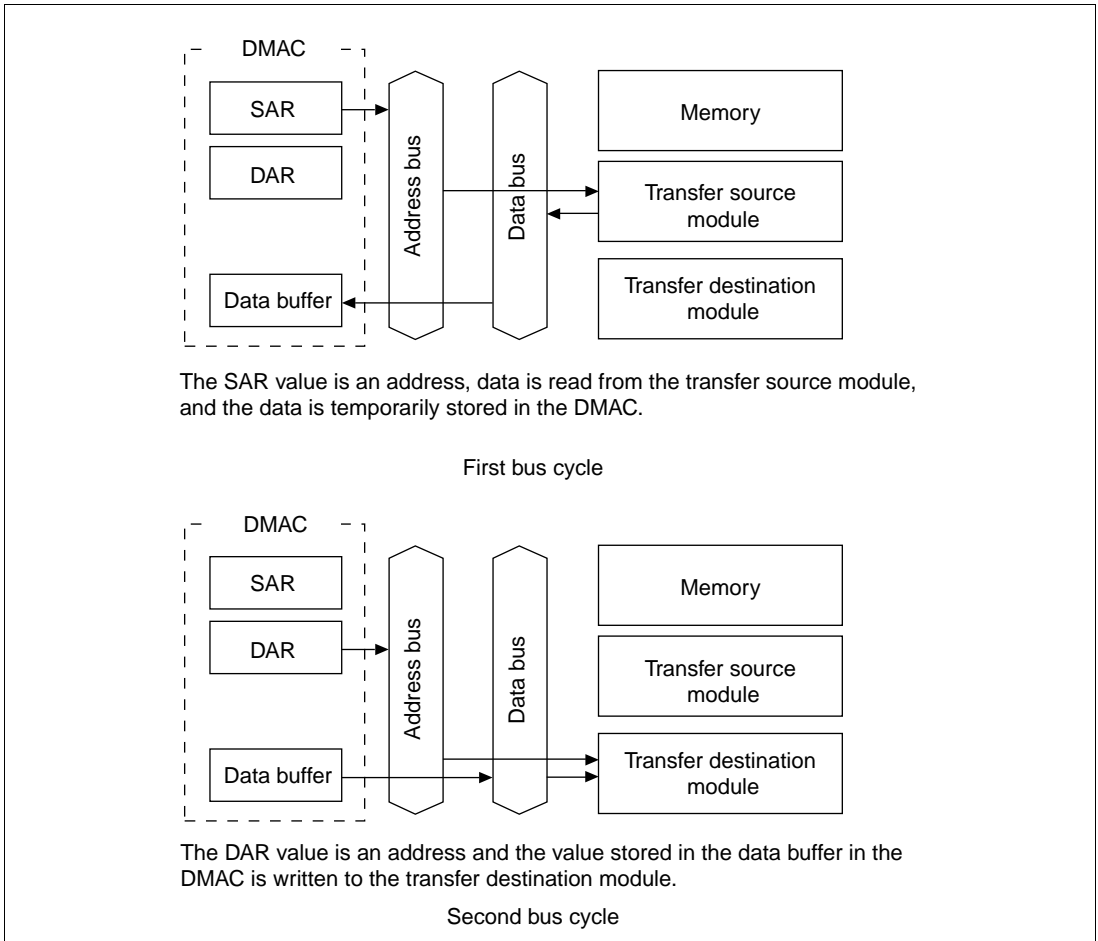 DMAC
SAR
DAR
Data buffer
Address bus
Data bus
Memory
Transfer source
module
Transfer destination
module
The SAR value is an address, data is read from the transfer source module,
and the data is temporarily stored in the DMAC.
First bus cycle
DMAC
SAR
DAR
Data buffer
Address bus
Data bus
Memory
Transfer source
module
Transfer destination
module
The DAR value is an address and the value stored in the data buffer in the
DMAC is written to the transfer destination module.
Second bus cycle